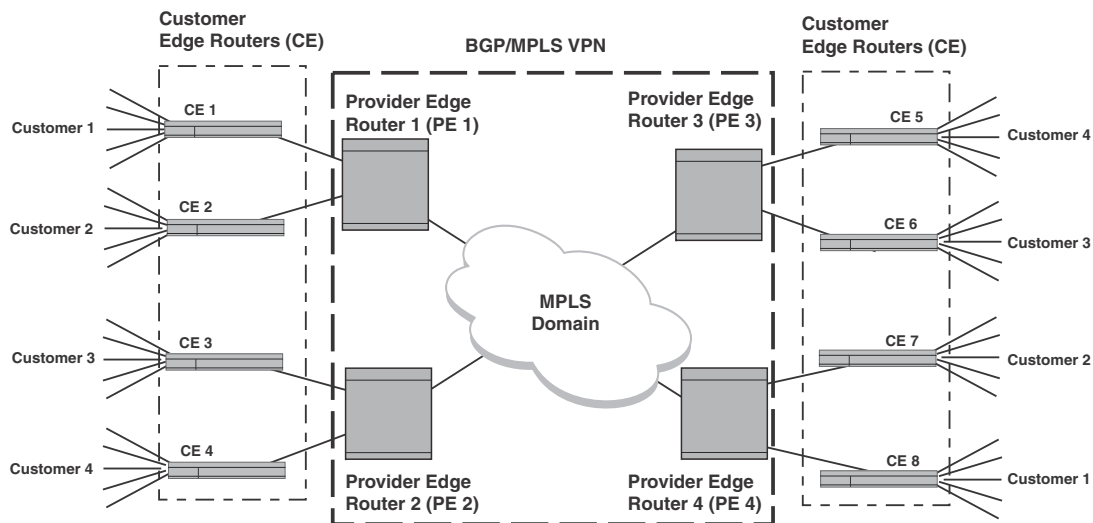 Customer
Edge Routers (CE)
BGP/MPLS VPN
Customer
Edge Routers (CE)
CE 1
Customer 1
CE 2
Customer 2
CE 3
Customer 3
CE 4
Customer 4
Provider Edge
Router 1 (PE 1)
Provider Edge
Router 3 (PE 3)
MPLS
Domain
Provider Edge
Router 2 (PE 2)
Provider Edge
Router 4 (PE 4)
CE 5
Customer 4
CE 6
Customer 3
CE 7
Customer 2
CE 8
Customer 1